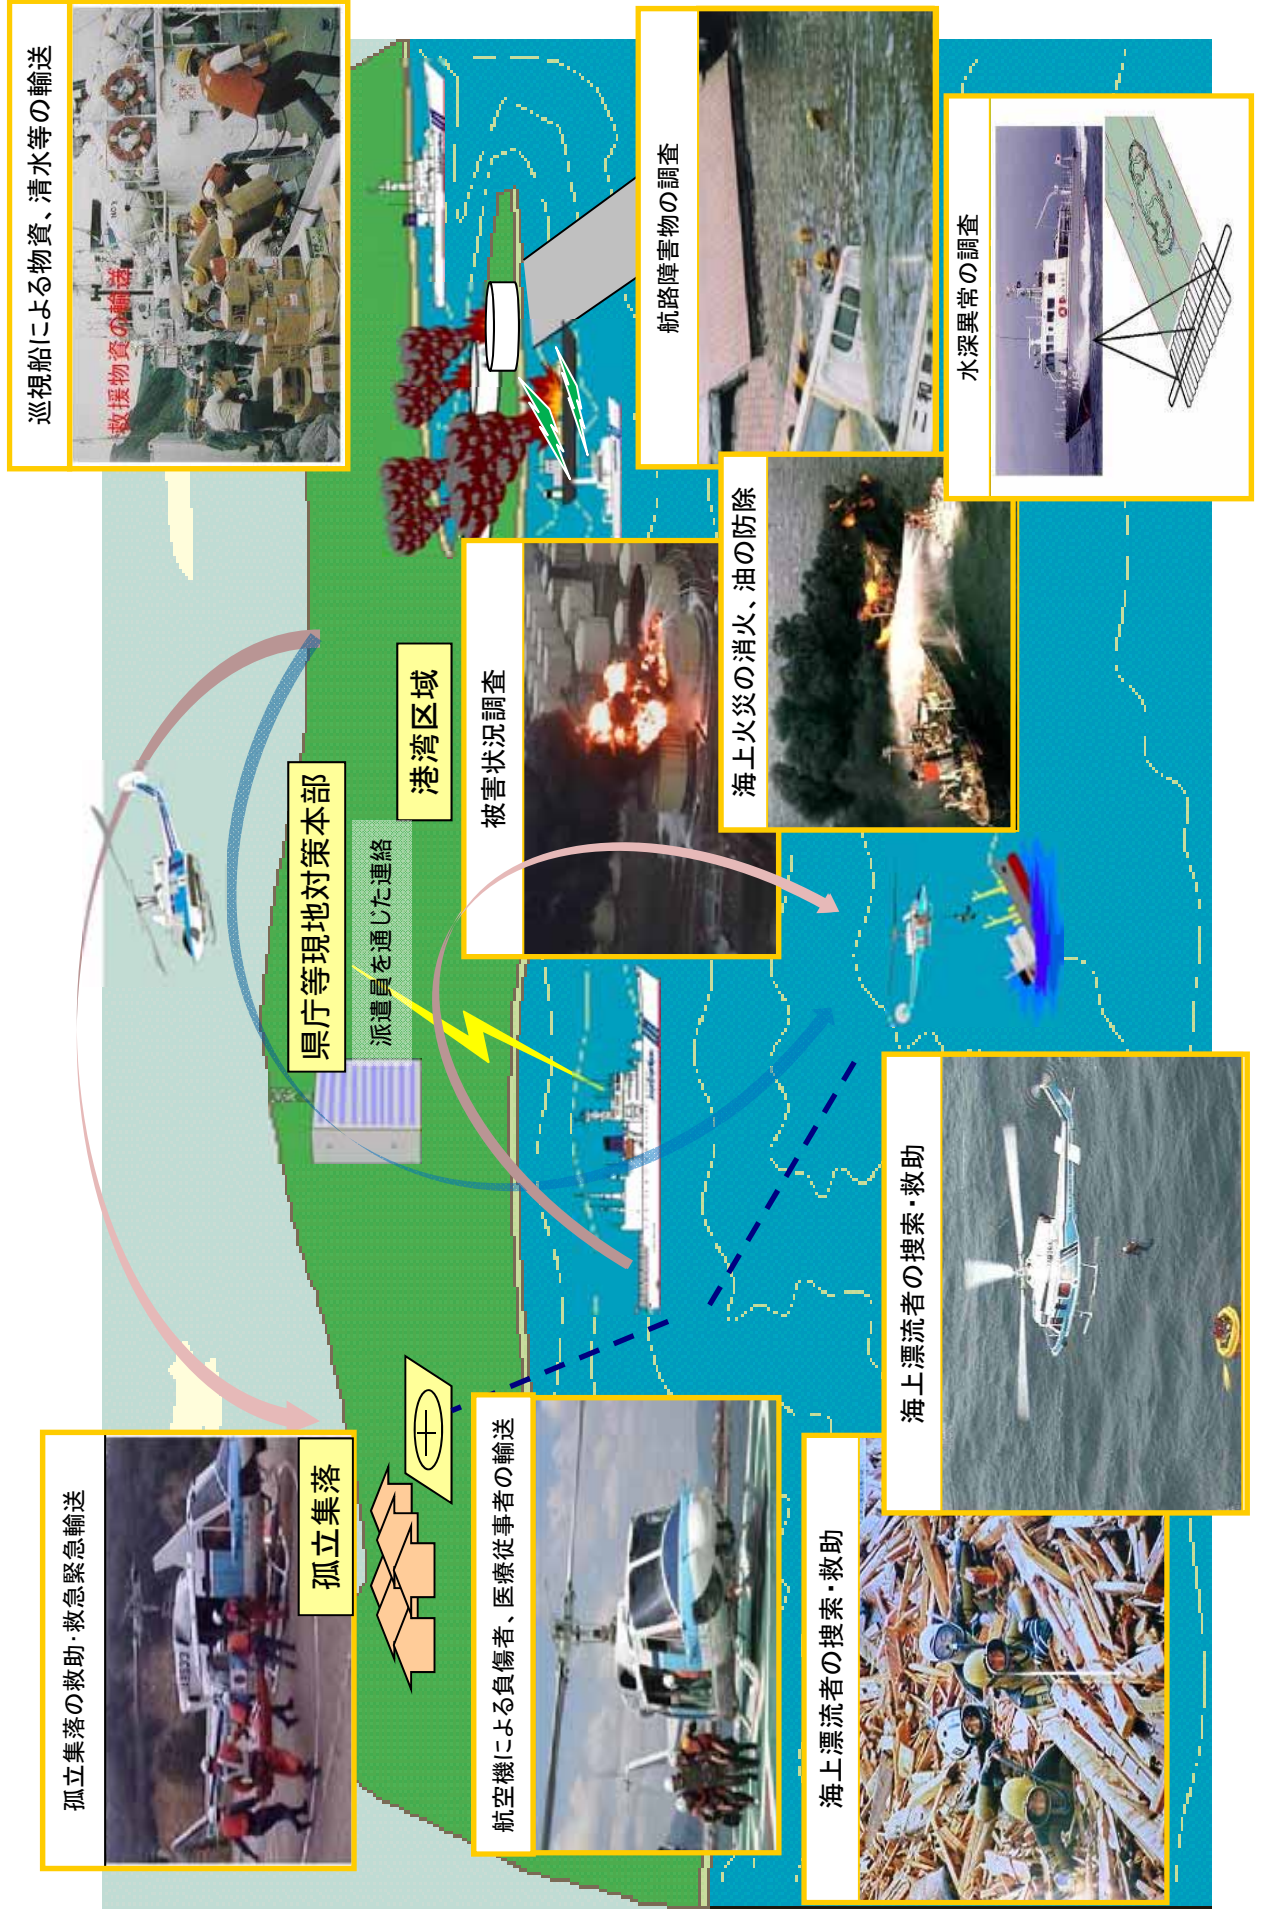 孤立集落の救助・救急緊急輸送
巡視船による物資、清水等の輸送
救援物資の輸送
孤立集落
県庁等現地対策本部
派遣員を通じた連絡
港湾区域
航空機による負傷者、医療従事者の輸送
被害状況調査
航路障害物の調査
海上火災の消火、油の防除
海上漂流者の捜索・救助
海上漂流者の捜索・救助
水深異常の調査